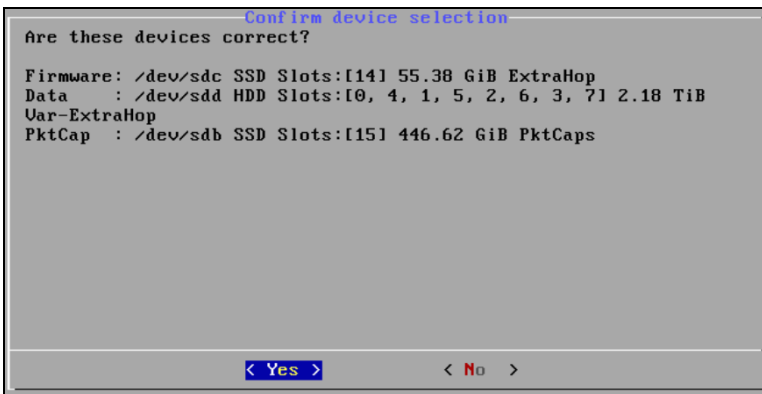 Confirm device selection
Are these devices correct?
Firmware: /dev/sdc SSD Slots:[14] 55.38 GiB ExtraHop
Data    : /dev/sdd HDD Slots:[0, 4, 1, 5, 2, 6, 3, 7] 2.18 TiB
Var-ExtraHop
PktCap  : /dev/sdb SSD Slots:[15] 446.62 GiB PktCaps
< Yes > < No >